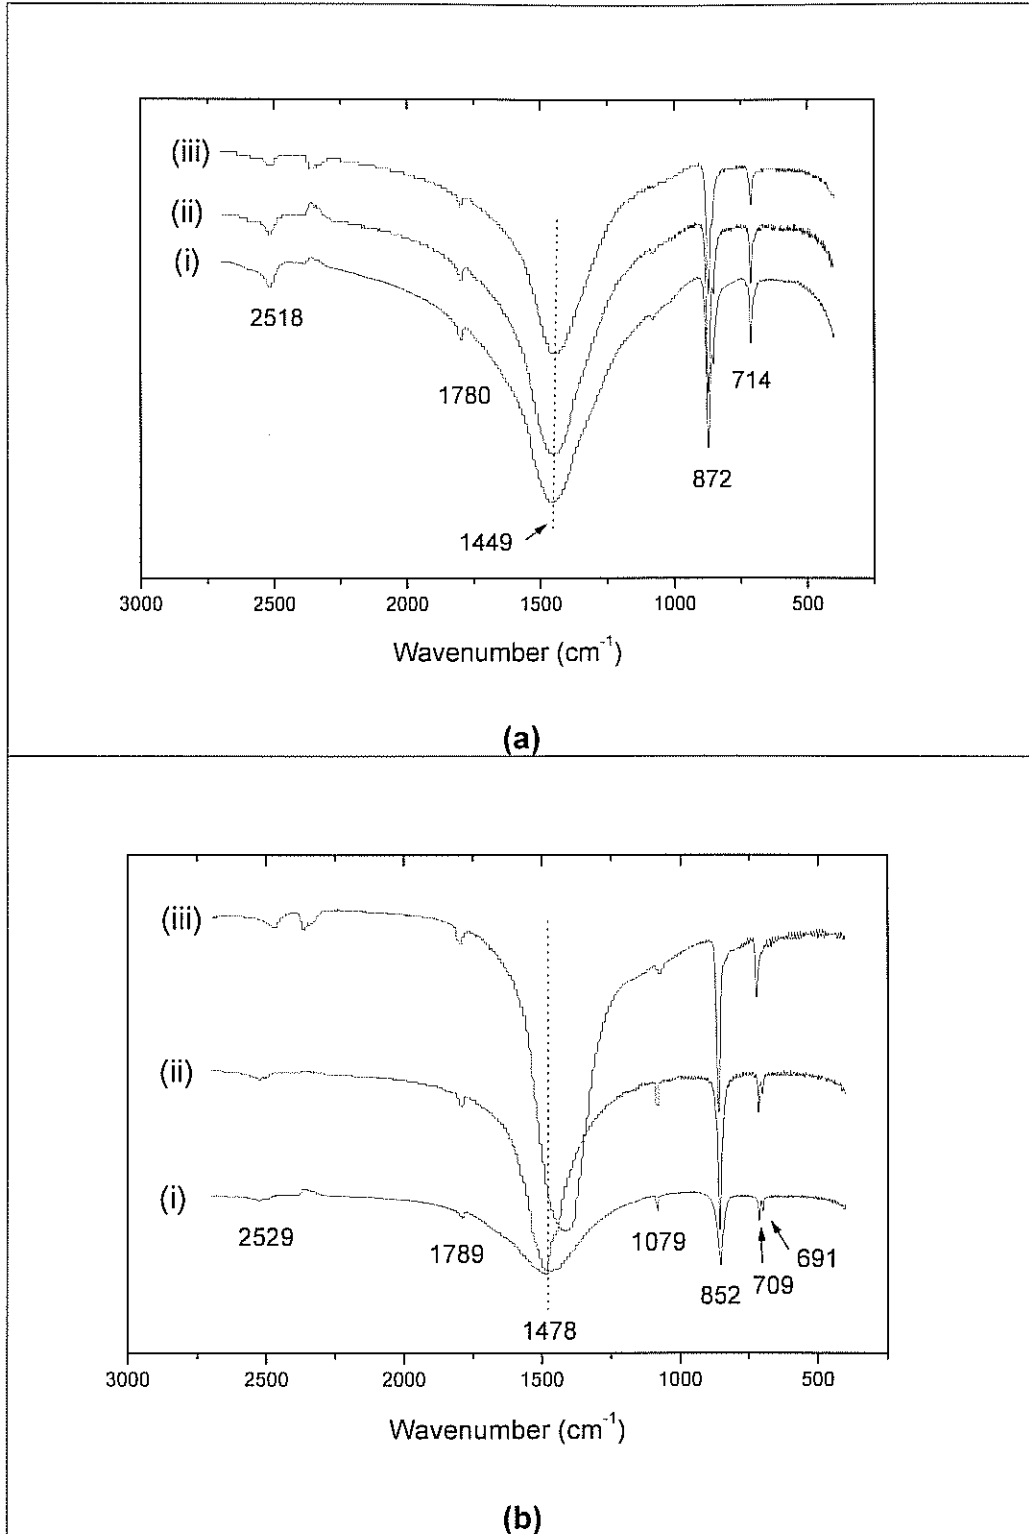 (iii)
(ii)
(i)
2518
1780
714
872
1449
3000 2500 2000 1500 1000 500
Wavenumber (cm⁻¹)
(a)
(iii)
(ii)
(i)
2529
1789
1079
691
709
852
1478
3000 2500 2000 1500 1000 500
Wavenumber (cm⁻¹)
(b)